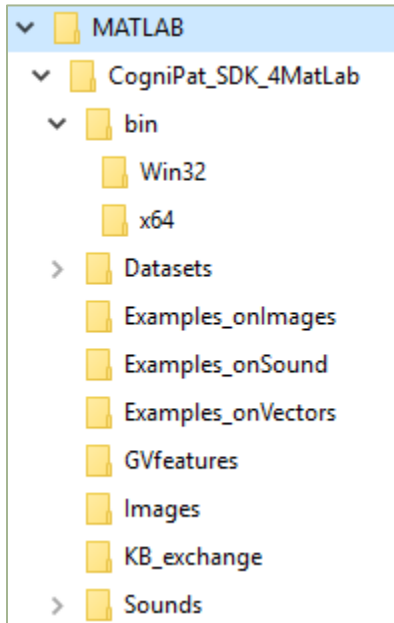 MATLAB
CogniPat_SDK_4MatLab
bin
Win32
x64
Datasets
Examples_onImages
Examples_onSound
Examples_onVectors
GVfeatures
Images
KB_exchange
Sounds